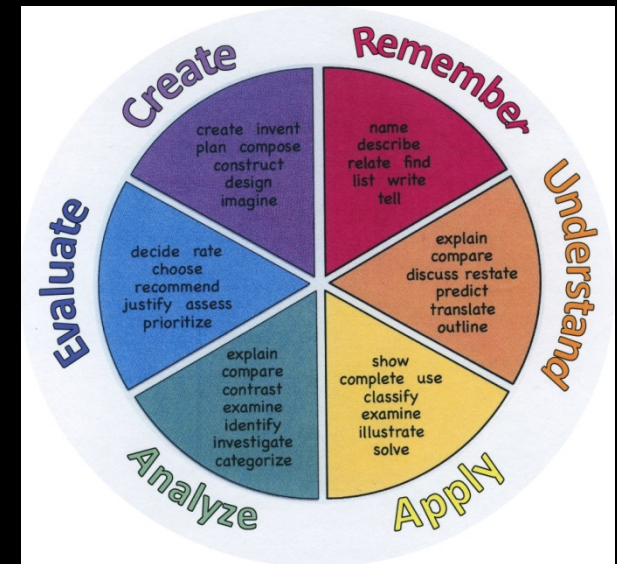 Remember
name
describe
relate find
list write
tell
Understand
explain
compare
discuss restate
predict
translate
outline
Apply
show
complete use
classify
examine
illustrate
solve
Analyze
explain
compare
contrast
examine
identify
investigate
categorize
Evaluate
decide rate
choose
recommend
justify assess
prioritize
Create
create invent
plan compose
construct
design
imagine